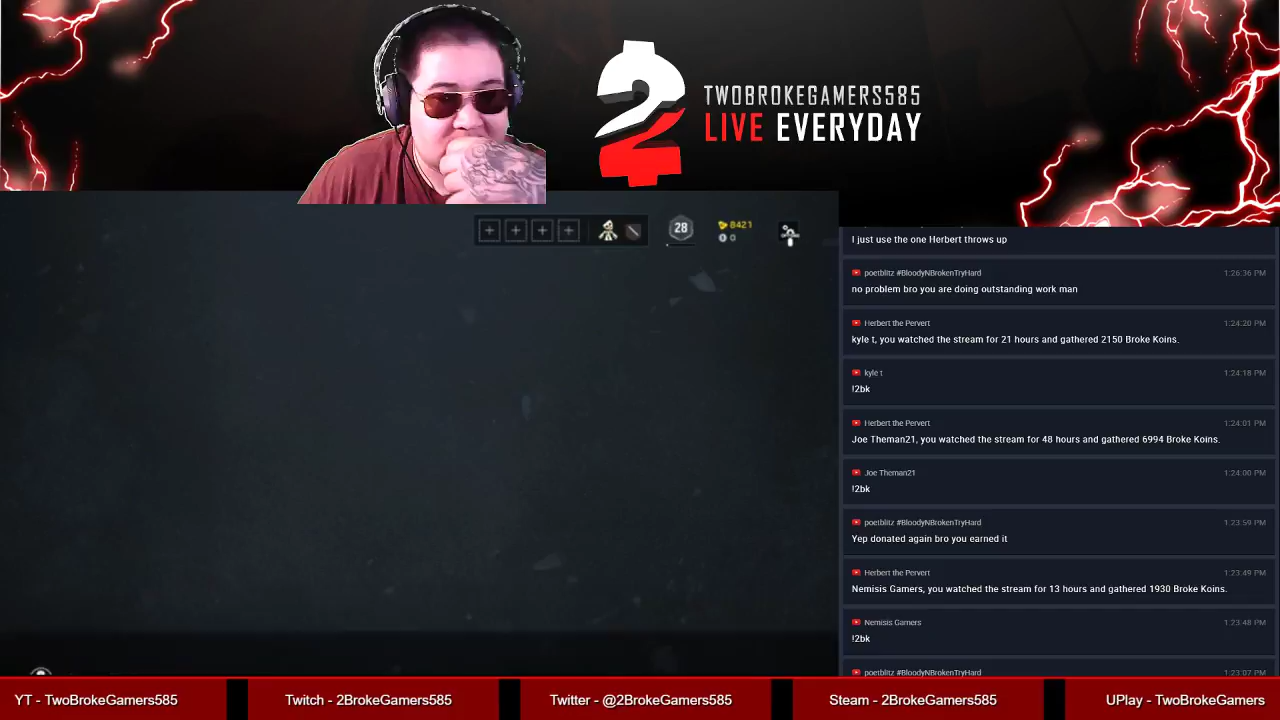 2
TWOBROKEGAMERS585
LIVE EVERYDAY
28
8421
0
I just use the one Herbert throws up
poetblitz #BloodyNBrokenTryHard 1:26:36 PM
no problem bro you are doing outstanding work man
Herbert the Pervert 1:24:20 PM
kyle t, you watched the stream for 21 hours and gathered 2150 Broke Koins.
kyle t 1:24:18 PM
!2bk
Herbert the Pervert 1:24:01 PM
Joe Theman21, you watched the stream for 48 hours and gathered 6994 Broke Koins.
Joe Theman21 1:24:00 PM
!2bk
poetblitz #BloodyNBrokenTryHard 1:23:59 PM
Yep donated again bro you earned it
Herbert the Pervert 1:23:49 PM
Nemisis Gamers, you watched the stream for 13 hours and gathered 1930 Broke Koins.
Nemisis Gamers 1:23:48 PM
!2bk
poetblitz #BloodyNBrokenTryHard 1:23:07 PM
YT - TwoBrokeGamers585 Twitch - 2BrokeGamers585 Twitter - @2BrokeGamers585 Steam - 2BrokeGamers585 UPlay - TwoBrokeGamers